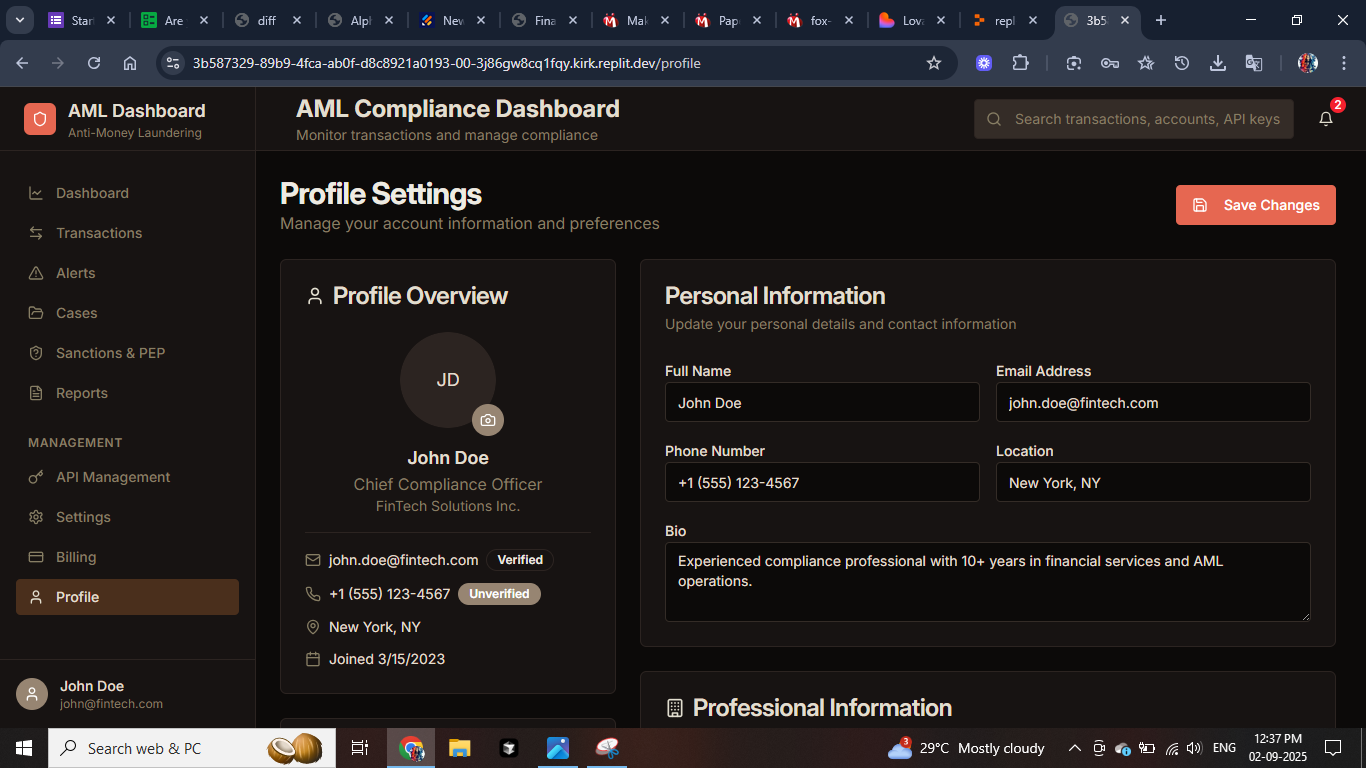 Start
Are
diff
Alph
New
Fina
Mak
Pap
fox-
Lova
repl
3b5
3b587329-89b9-4fca-ab0f-d8c8921a0193-00-3j86gw8cq1fqy.kirk.replit.dev/profile
AML Dashboard
Anti-Money Laundering
AML Compliance Dashboard
Monitor transactions and manage compliance
Search transactions, accounts, API keys
2
Dashboard
Transactions
Alerts
Cases
Sanctions & PEP
Reports
MANAGEMENT
API Management
Settings
Billing
Profile
John Doe
john@fintech.com
Profile Settings
Manage your account information and preferences
Save Changes
Profile Overview
JD
John Doe
Chief Compliance Officer
FinTech Solutions Inc.
john.doe@fintech.com Verified
+1 (555) 123-4567 Unverified
New York, NY
Joined 3/15/2023
Personal Information
Update your personal details and contact information
Full Name
John Doe
Email Address
john.doe@fintech.com
Phone Number
+1 (555) 123-4567
Location
New York, NY
Bio
Experienced compliance professional with 10+ years in financial services and AML
operations.
Professional Information
Search web & PC
3
29°C Mostly cloudy
ENG
12:37 PM
02-09-2025